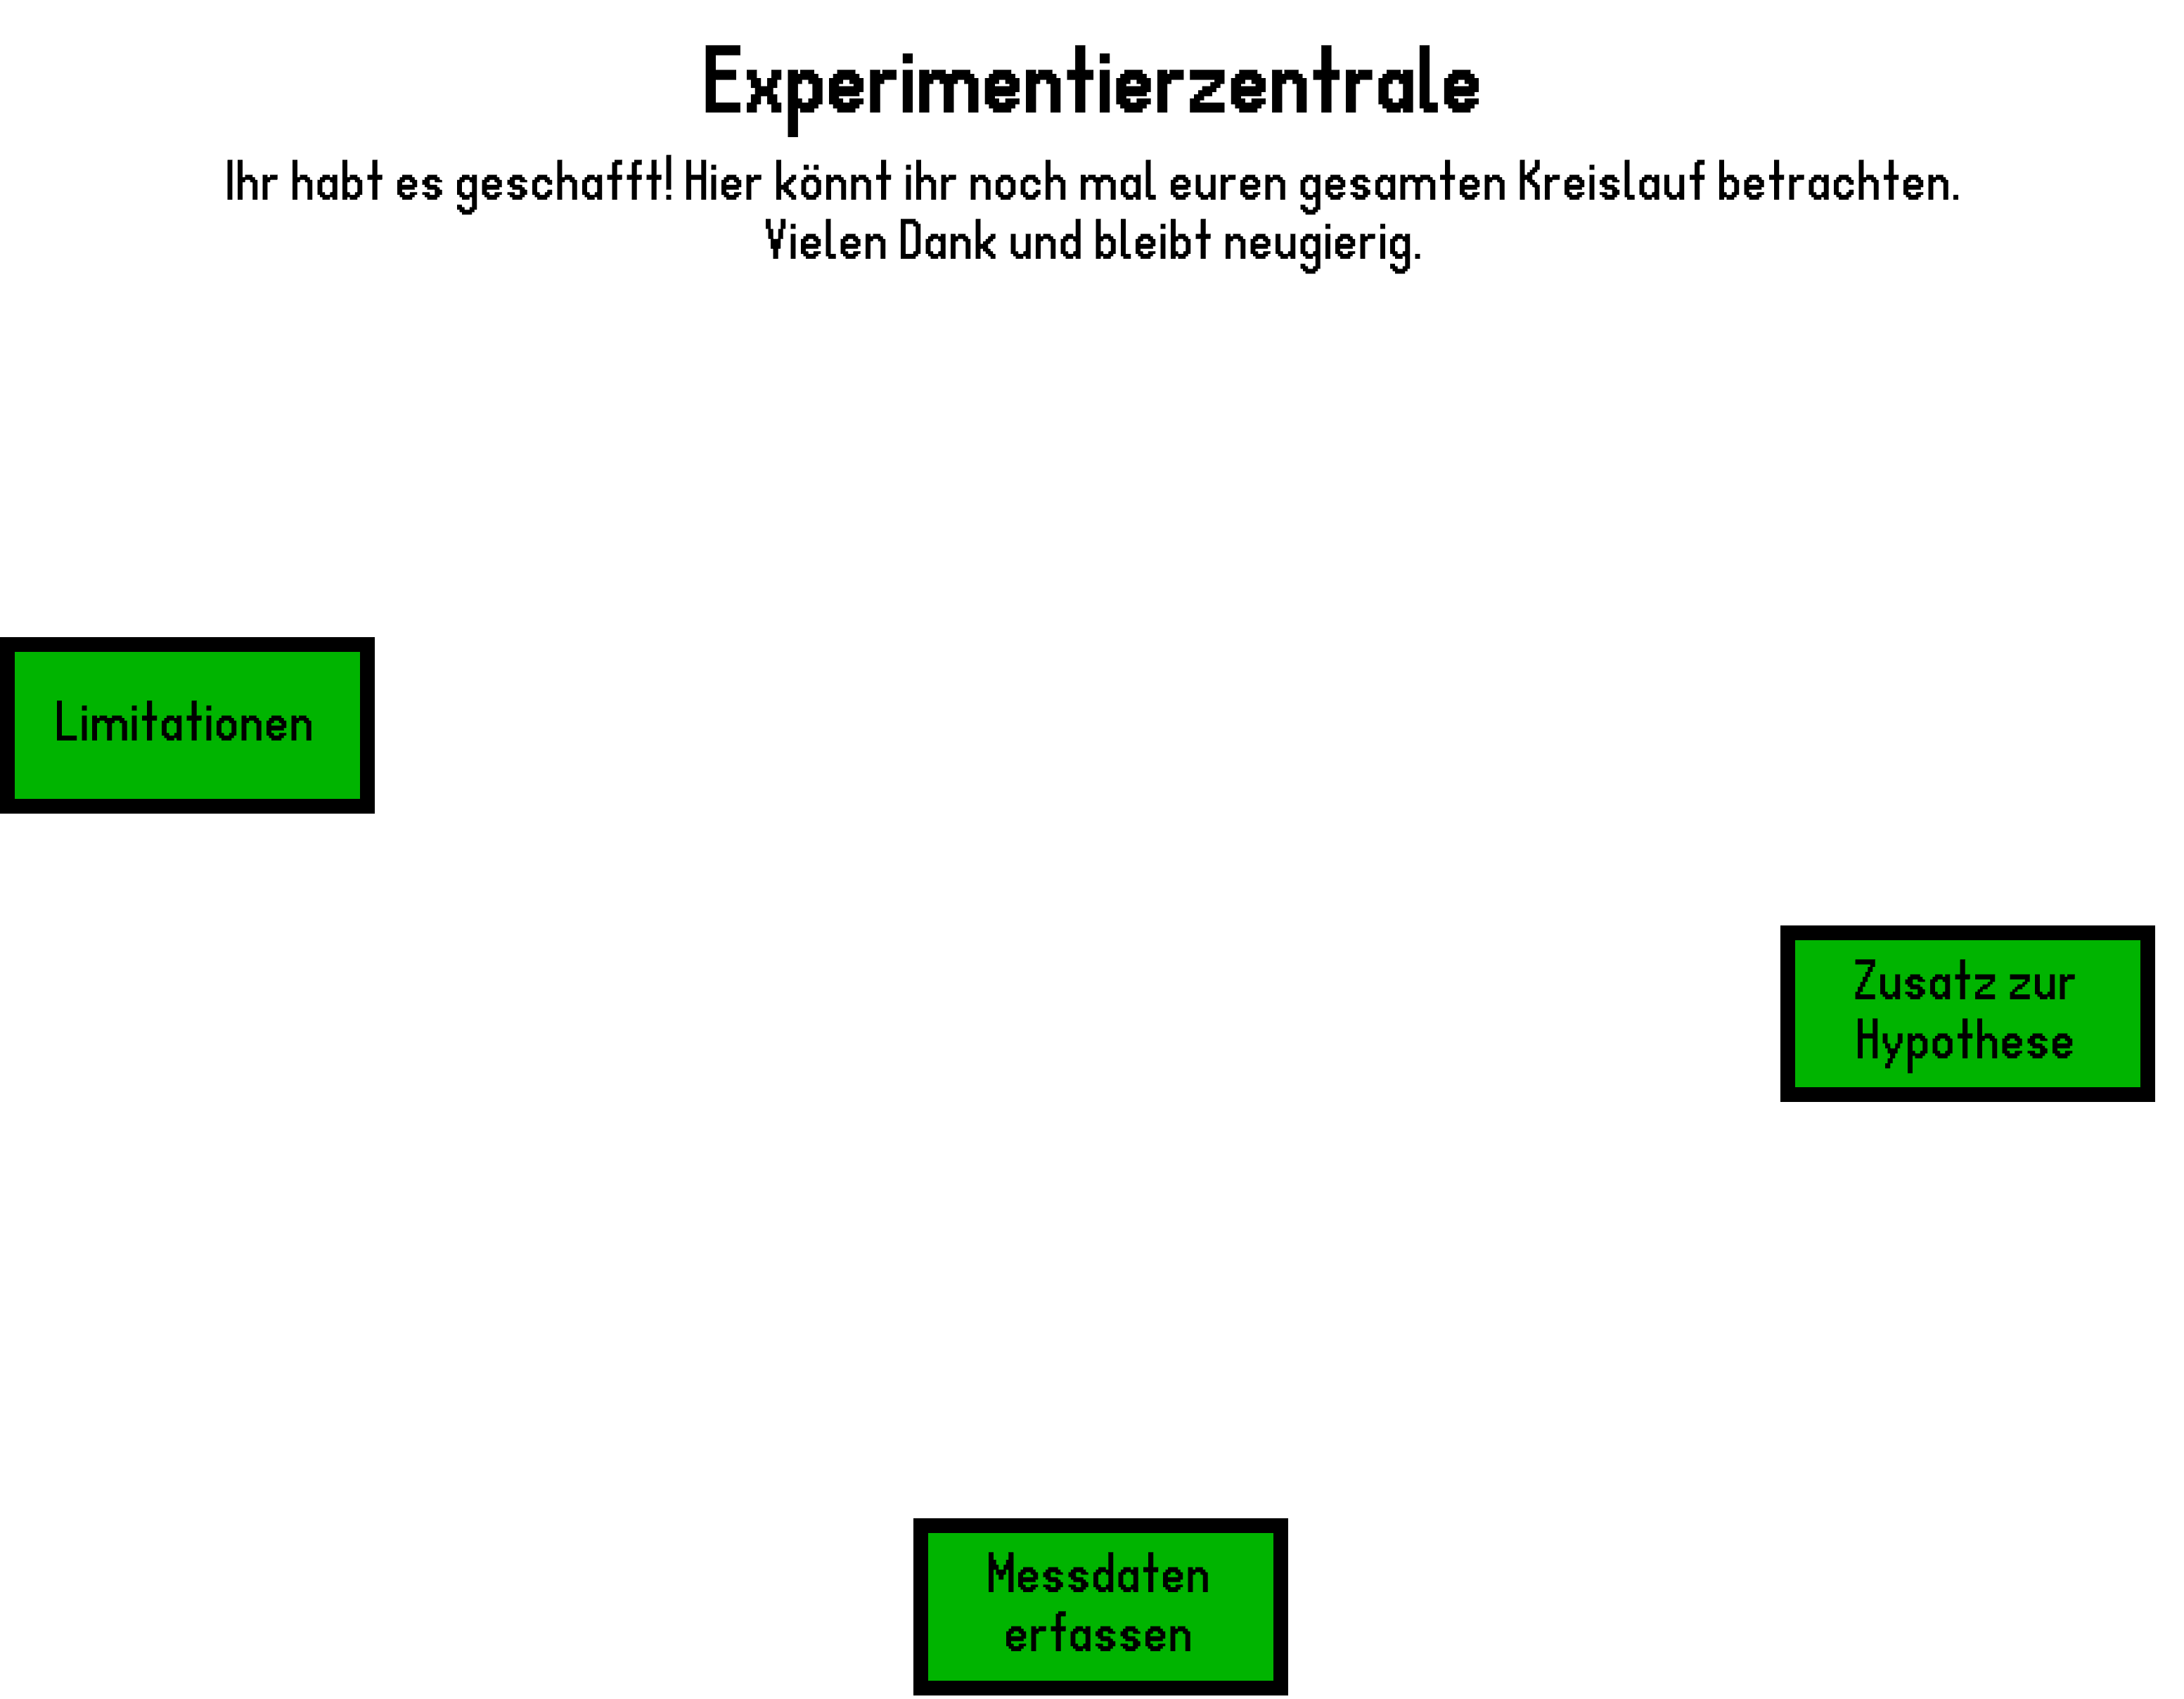 Experimentierzentrale
Ihr habt es geschafft! Hier könnt ihr noch mal euren gesamten Kreislauf betrachten.
Vielen Dank und bleibt neugierig.
Limitationen
Zusatz zur
Hypothese
Messdaten
erfassen